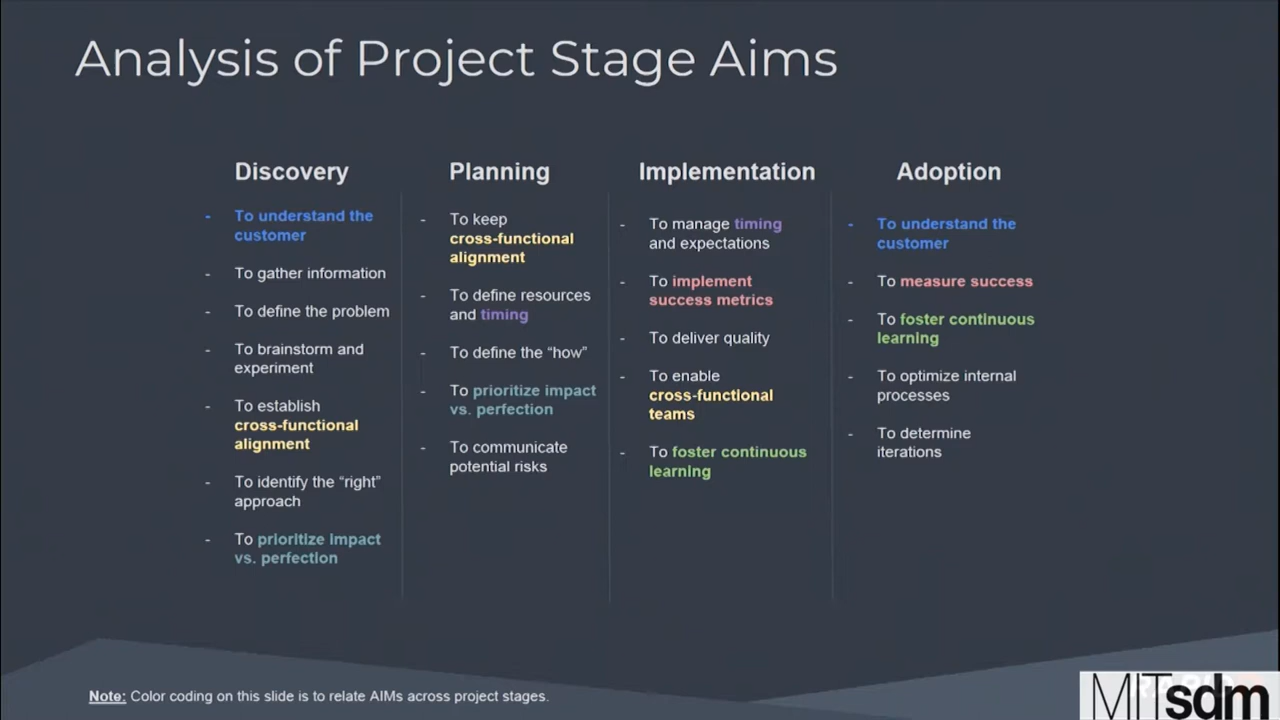 Analysis of Project Stage Aims
Discovery
- To understand the
customer
- To gather information
- To define the problem
- To brainstorm and
experiment
- To establish
cross-functional
alignment
- To identify the “right”
approach
- To prioritize impact
vs. perfection
Planning
- To keep
cross-functional
alignment
- To define resources
and timing
- To define the “how”
- To prioritize impact
vs. perfection
- To communicate
potential risks
Implementation
- To manage timing
and expectations
- To implement
success metrics
- To deliver quality
- To enable
cross-functional
teams
- To foster continuous
learning
Adoption
- To understand the
customer
- To measure success
- To foster continuous
learning
- To optimize internal
processes
- To determine
iterations
Note: Color coding on this slide is to relate AIMs across project stages.
MITsdm